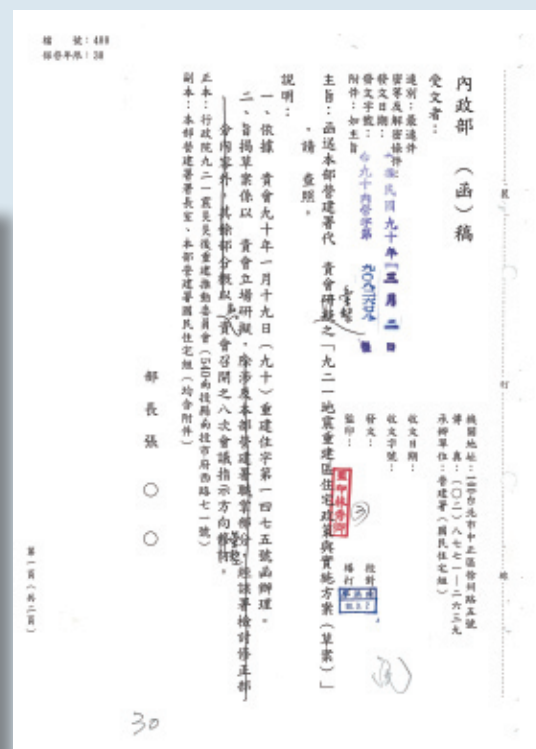 檔　號：488
保管年限：30
裝
訂
線
內政部　（函）稿
機關地址：台北市中正區徐州路五號
傳　真：（〇二）八七七一—二六三九
承辦單位：營建署（國民住宅組）
受文者：
速別：最速件
密等及解密條件：
發文日期：中華民國九十年三月二日
發文字號：台九十內營字第
附件：如主旨
收文日期：
收文字號：
發文：
監印：
校對
繕打
主旨：函送本部營建署代　貴會研擬之「九二一地震重建區住宅政策與實施方案（草案）」
，請　查照。
說明：
一、依據　貴會九十年一月十九日（九十）重建住字第一四七五號函辦理。
二、旨揭草案係以　貴會立場研擬，除涉及本部營建署職掌部分，經該署檢討修正部
分內容外，其餘部分概以　貴會召開之八次會議指示方向
正本：行政院九二一震災災後重建推動委員會（540南投縣南投市府西路七一號）
副本：本部營建署署長室、本部營建署國民住宅組（均含附件）
部長張　〇　〇
第一頁（共二頁）
30